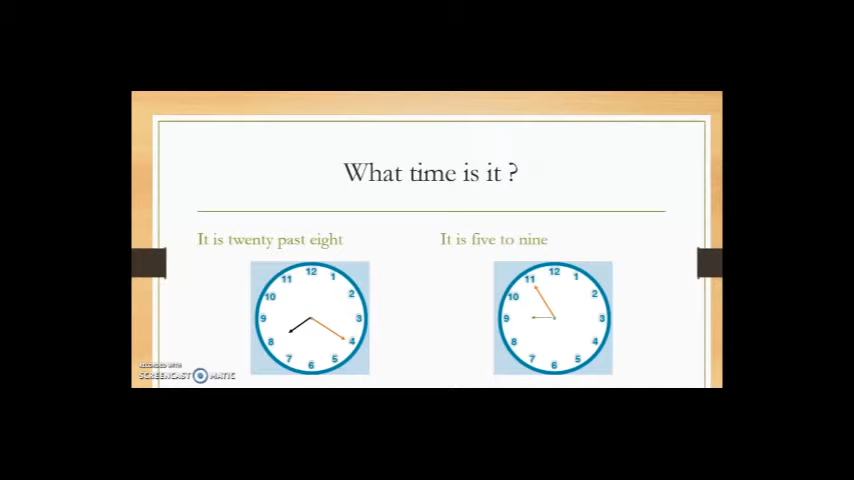 What time is it ?
It is twenty past eight
It is five to nine
12
11 1
10 2
9 3
8 4
7 5
6
12
11 1
10 2
9 3
8 4
7 5
6
RECORDED WITH
SCREENCAST MATIC